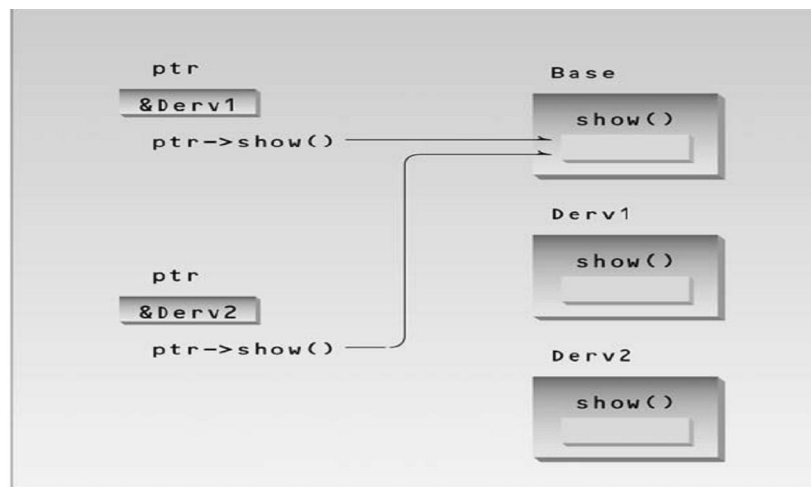 ptr
&Derv1
ptr->show()
ptr
&Derv2
ptr->show()
Base
show()
Derv1
show()
Derv2
show()